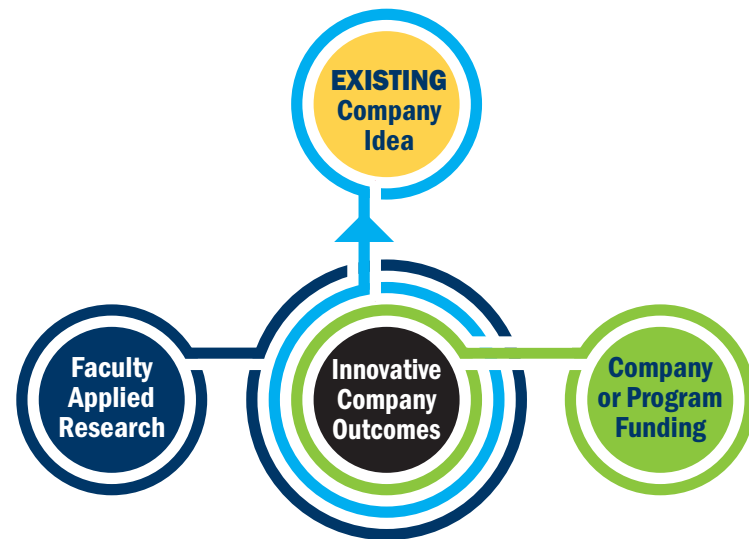 EXISTING
Company
Idea
Faculty
Applied
Research
Innovative
Company
Outcomes
Company
or Program
Funding